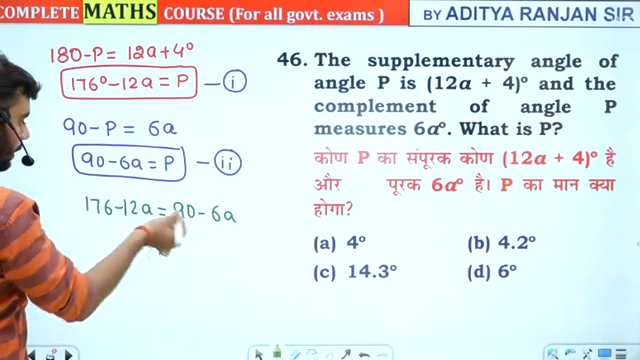 COMPLETE MATHS COURSE (For all govt. exams)
BY ADITYA RANJAN SIR
180-P = 12a+4°
176°-12a = P —(i)
90-P = 6a
90-6a = P —(ii)
176-12a = 90-6a
46. The supplementary angle of
angle P is (12a + 4)° and the
complement of angle P
measures 6a°. What is P?
कोण P का संपूरक कोण (12a + 4)° है
और पूरक 6a° है। P का मान क्या
होगा?
(a) 4° (b) 4.2°
(c) 14.3° (d) 6°